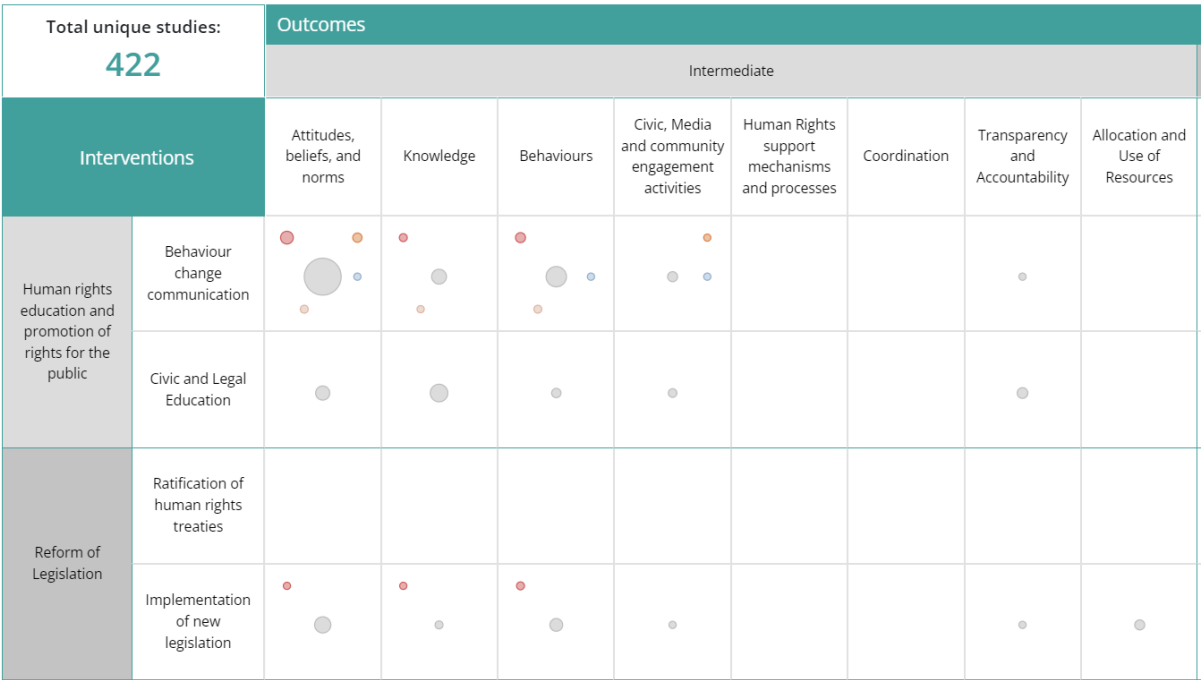 Total unique studies:
422
Outcomes
Intermediate
Interventions
Attitudes,
beliefs, and
norms
Knowledge
Behaviours
Civic, Media
and community
engagement
activities
Human Rights
support
mechanisms
and processes
Coordination
Transparency
and
Accountability
Allocation and
Use of
Resources
Human rights
education and
promotion of
rights for the
public
Behaviour
change
communication
Civic and Legal
Education
Reform of
Legislation
Ratification of
human rights
treaties
Implementation
of new
legislation